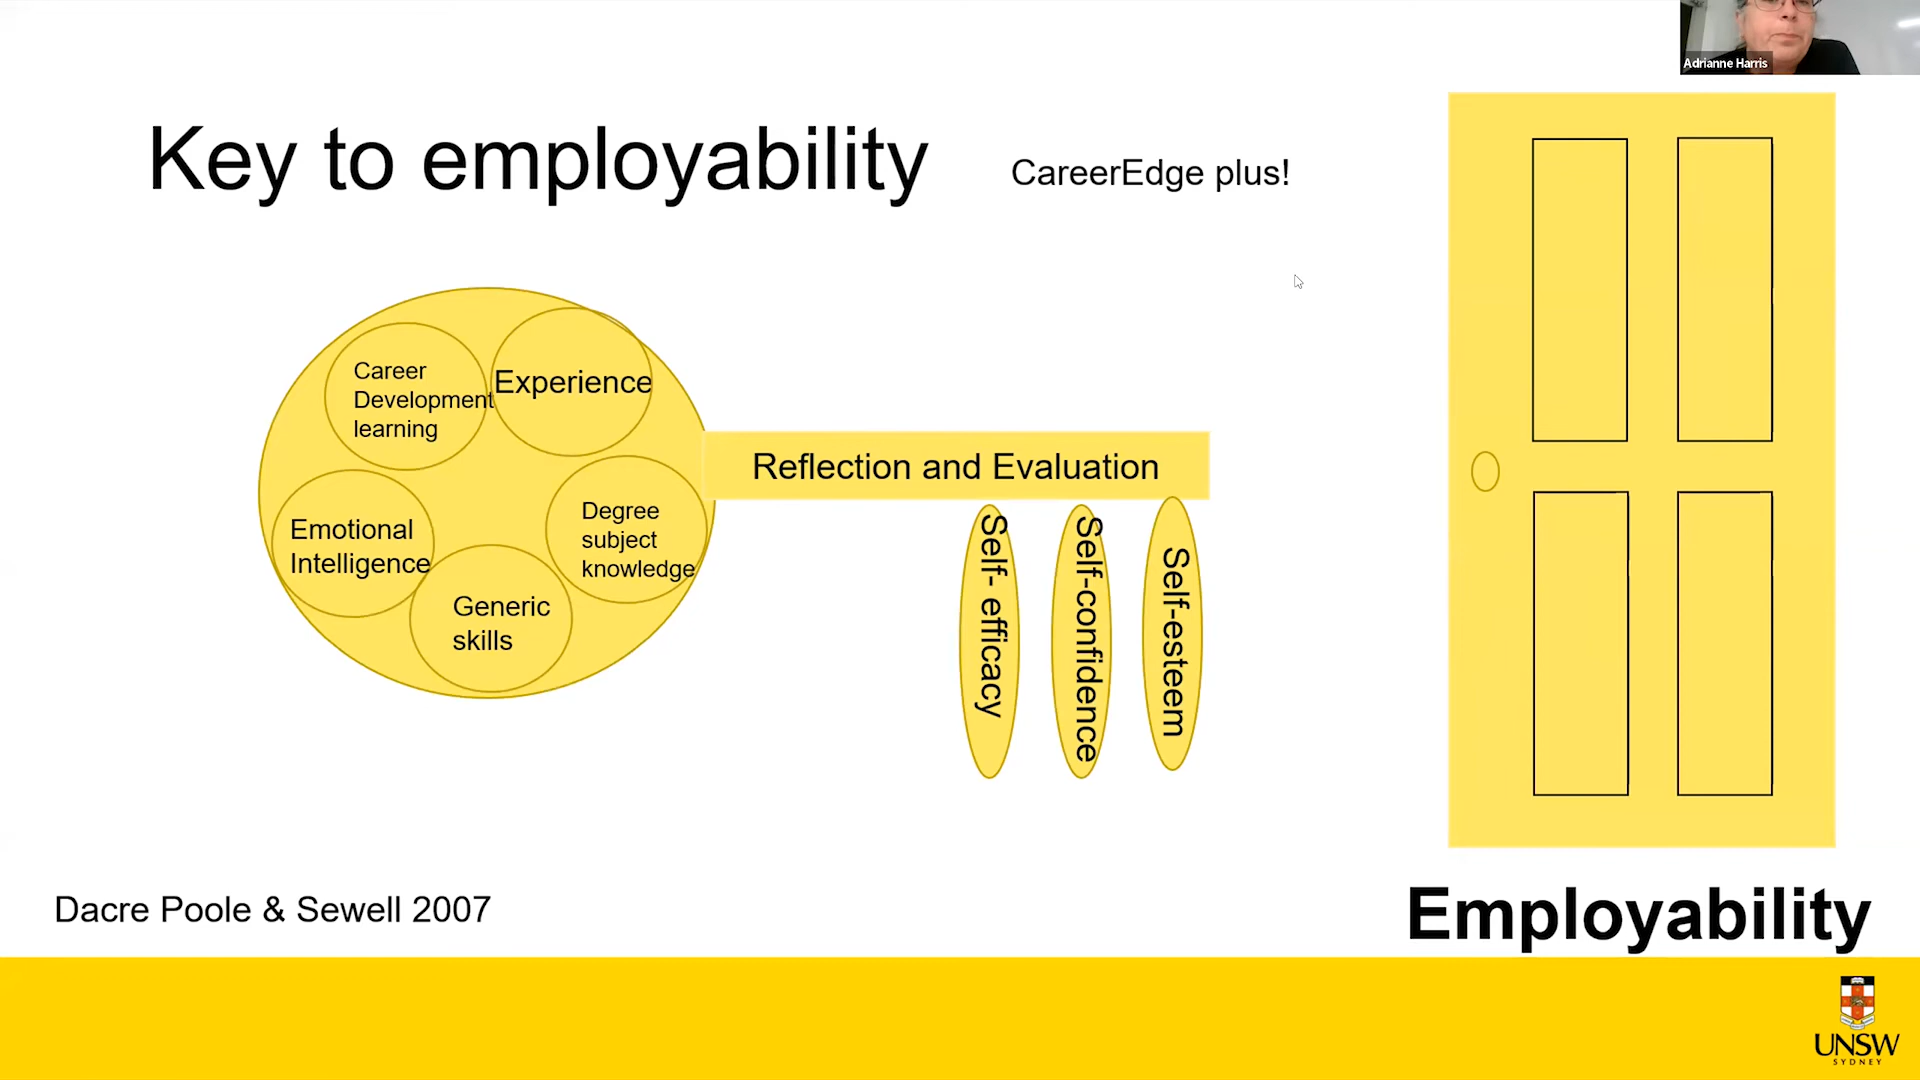 Adrianne Harris
Key to employability
CareerEdge plus!
Career
Development
learning
Experience
Emotional
Intelligence
Degree
subject
knowledge
Generic
skills
Reflection and Evaluation
Self- efficacy
Self-confidence
Self-esteem
Dacre Poole & Sewell 2007
Employability
UNSW
SYDNEY